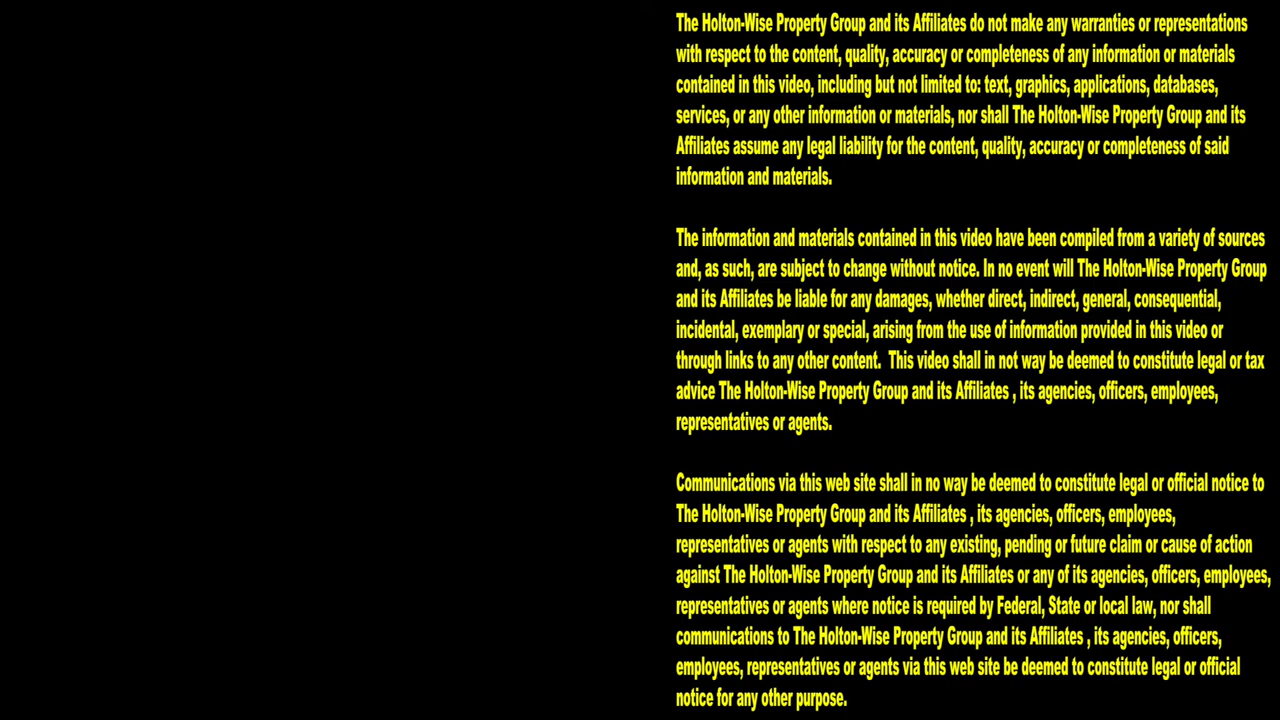 The Holton-Wise Property Group and its Affiliates do not make any warranties or representations
with respect to the content, quality, accuracy or completeness of any information or materials
contained in this video, including but not limited to: text, graphics, applications, databases,
services, or any other information or materials, nor shall The Holton-Wise Property Group and its
Affiliates assume any legal liability for the content, quality, accuracy or completeness of said
information and materials.
The information and materials contained in this video have been compiled from a variety of sources
and, as such, are subject to change without notice. In no event will The Holton-Wise Property Group
and its Affiliates be liable for any damages, whether direct, indirect, general, consequential,
incidental, exemplary or special, arising from the use of information provided in this video or
through links to any other content.  This video shall in not way be deemed to constitute legal or tax
advice The Holton-Wise Property Group and its Affiliates , its agencies, officers, employees,
representatives or agents.
Communications via this web site shall in no way be deemed to constitute legal or official notice to
The Holton-Wise Property Group and its Affiliates , its agencies, officers, employees,
representatives or agents with respect to any existing, pending or future claim or cause of action
against The Holton-Wise Property Group and its Affiliates or any of its agencies, officers, employees,
representatives or agents where notice is required by Federal, State or local law, nor shall
communications to The Holton-Wise Property Group and its Affiliates , its agencies, officers,
employees, representatives or agents via this web site be deemed to constitute legal or official
notice for any other purpose.